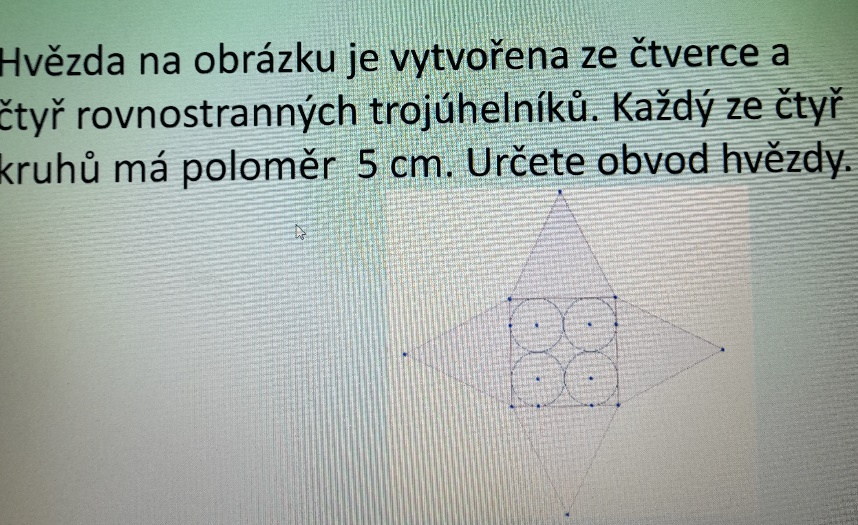 Hvězda na obrázku je vytvořena ze čtverce a
čtyř rovnostranných trojúhelníků. Každý ze čtyř
kruhů má poloměr 5 cm. Určete obvod hvězdy.